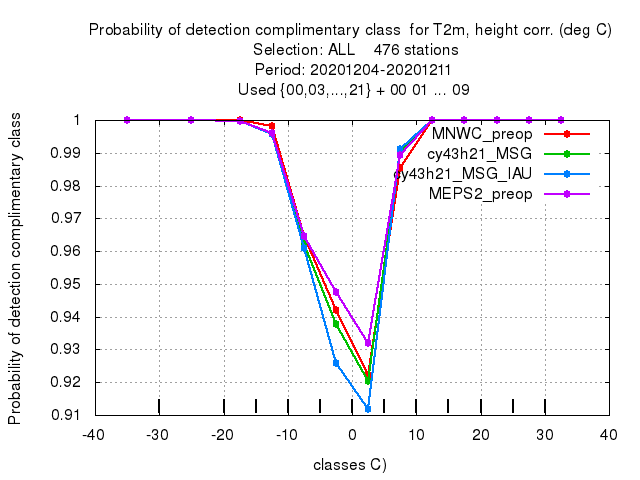 Probability of detection complimentary class  for T2m, height corr. (deg C)
Selection: ALL    476 stations
Period: 20201204-20201211
Used {00,03,...,21} + 00 01 ... 09
Probability of detection complimentary class
1
0.99
0.98
0.97
0.96
0.95
0.94
0.93
0.92
0.91
MNWC_preop
cy43h21_MSG
cy43h21_MSG_IAU
MEPS2_preop
-40
-30
-20
-10
0
10
20
30
40
classes C)